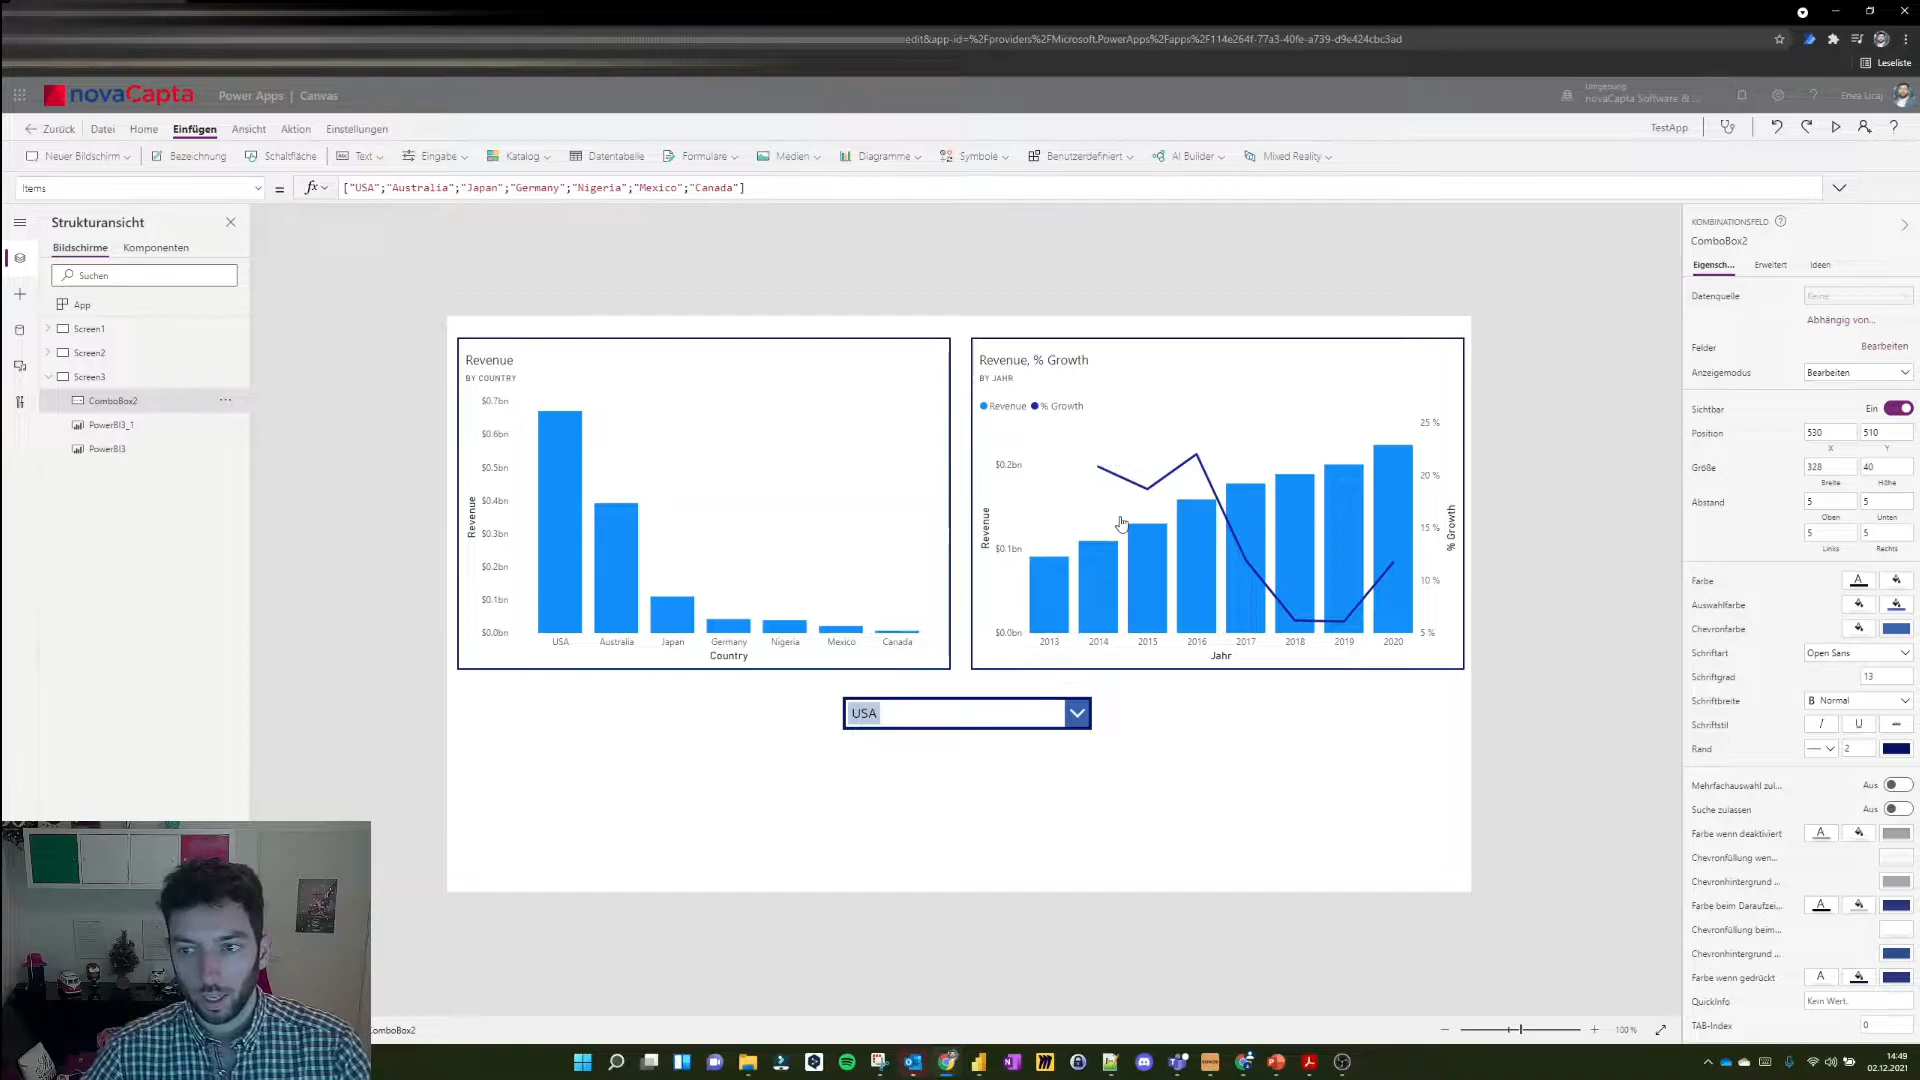 edit&app-id=%2Fproviders%2FMicrosoft.PowerApps%2Fapps%2F114e264f-77a3-40fe-a739-d9e424cbc3ad
Leseliste
novaCapta Power Apps | Canvas
Umgebung
novaCapta Software & ...
Enea Licaj
Zurück Datei Home Einfügen Ansicht Aktion Einstellungen
TestApp
Neuer Bildschirm Bezeichnung Schaltfläche Text Eingabe Katalog Datentabelle Formulare Medien Diagramme Symbole Benutzerdefiniert AI Builder Mixed Reality
Items = fx ["USA";"Australia";"Japan";"Germany";"Nigeria";"Mexico";"Canada"]
Strukturansicht
Bildschirme Komponenten
Suchen
App
Screen1
Screen2
Screen3
ComboBox2 ...
PowerBI3_1
PowerBI3
Revenue
BY COUNTRY
$0.7bn
$0.6bn
$0.5bn
$0.4bn
$0.3bn
$0.2bn
$0.1bn
$0.0bn
Revenue
USA Australia Japan Germany Nigeria Mexico Canada
Country
Revenue, % Growth
BY JAHR
Revenue % Growth
$0.2bn
$0.1bn
$0.0bn
Revenue
25 %
20 %
15 %
10 %
5 %
% Growth
2013 2014 2015 2016 2017 2018 2019 2020
Jahr
USA
KOMBINATIONSFELD
ComboBox2
Eigensch... Erweitert Ideen
Datenquelle Keine
Abhängig von...
Felder Bearbeiten
Anzeigemodus Bearbeiten
Sichtbar Ein
Position 530 510
X Y
Größe 328 40
Breite Höhe
Abstand 5 5
Oben Unten
5 5
Links Rechts
Farbe A
Auswahlfarbe
Chevronfarbe
Schriftart Open Sans
Schriftgrad 13
Schriftbreite B Normal
Schriftstil / U abc
Rand 2
Mehrfachauswahl zul... Aus
Suche zulassen Aus
Farbe wenn deaktiviert A
Chevronfüllung wen...
Chevronhintergrund ...
Farbe beim Daraufzei... A
Chevronfüllung beim...
Chevronhintergrund ...
Farbe wenn gedrückt A
QuickInfo Kein Wert.
TAB-Index 0
ComboBox2
100 %
14:49
02.12.2021